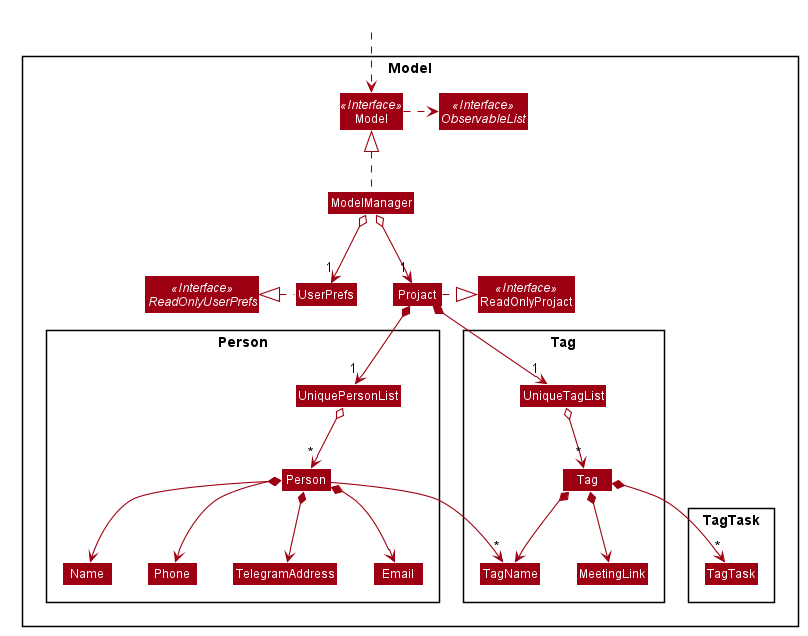 Model
«Interface»
Model
«Interface»
ObservableList
ModelManager
1
1
«Interface»
ReadOnlyUserPrefs
UserPrefs
Projact
«Interface»
ReadOnlyProjact
Person
Tag
1
1
UniquePersonList
UniqueTagList
*
*
Person
Tag
TagTask
*
*
Name
Phone
TelegramAddress
Email
TagName
MeetingLink
TagTask